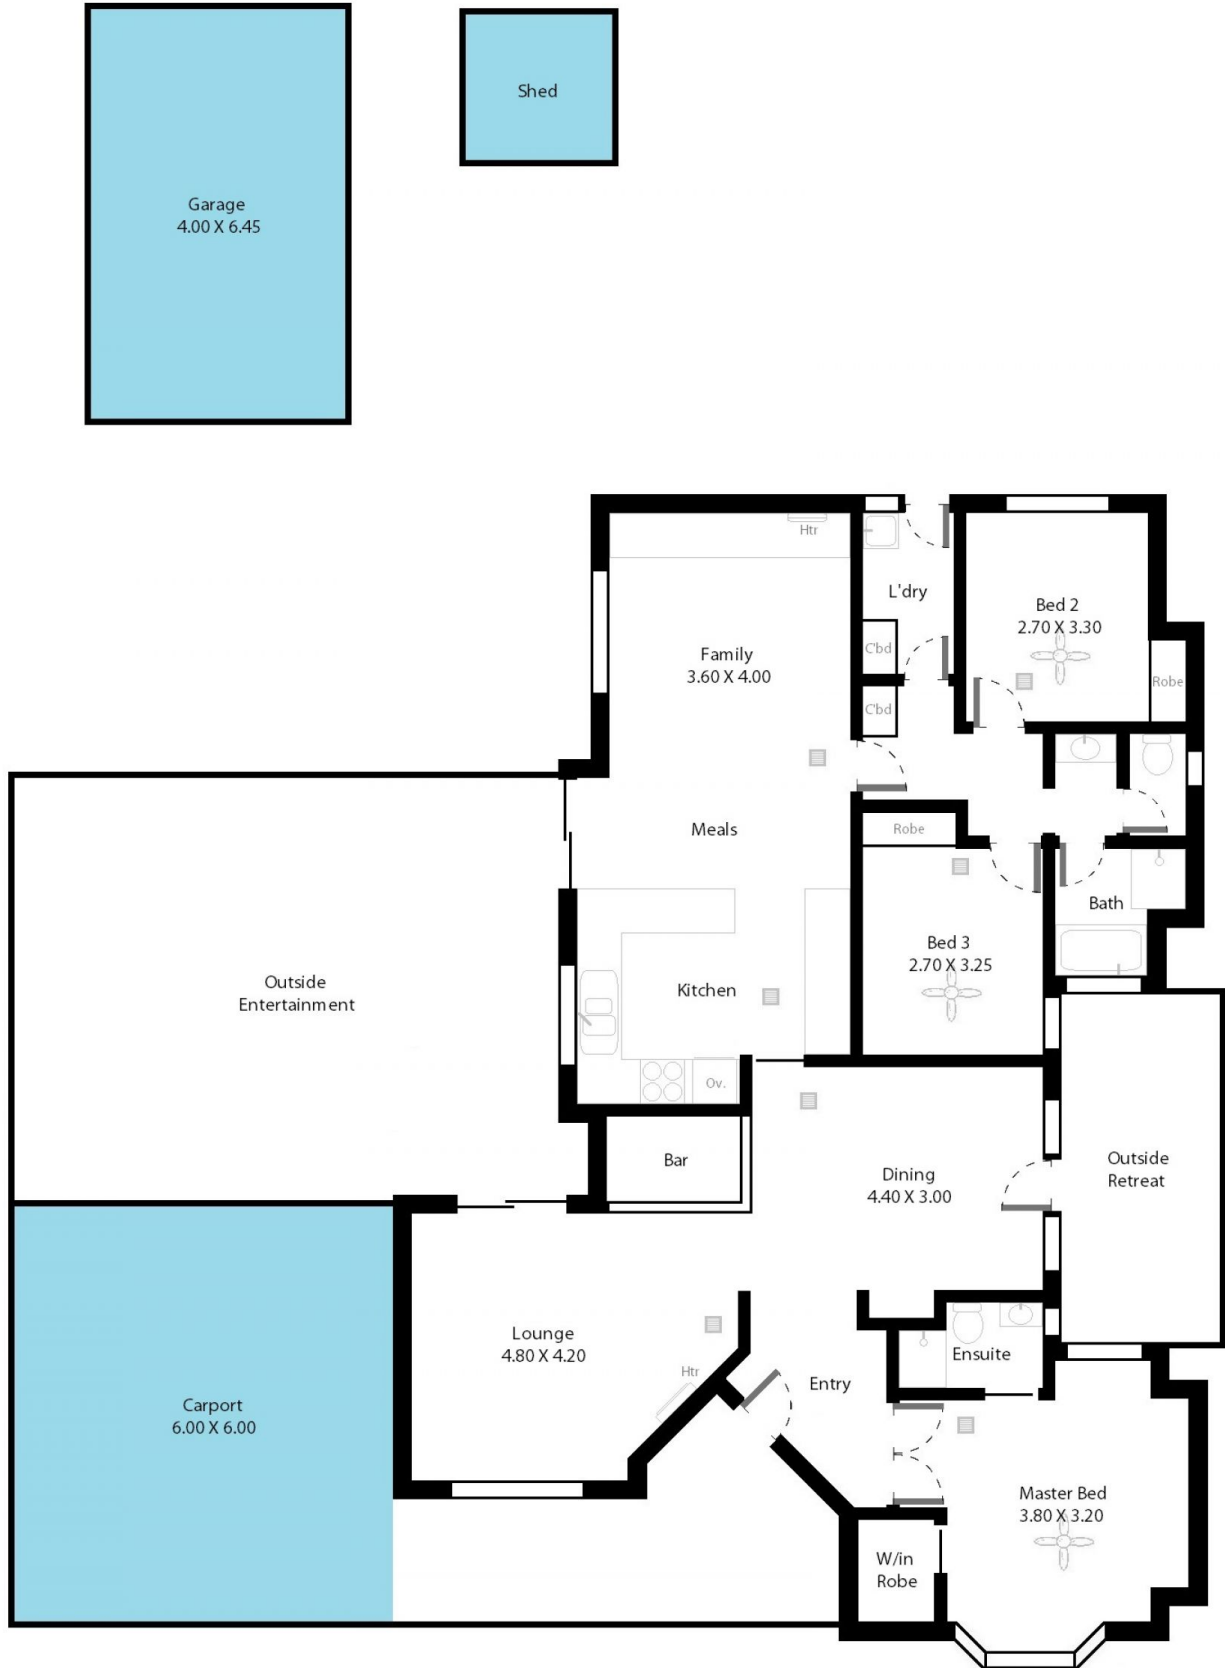 Shed
Garage
4.00 X 6.45
Htr
L'dry
Bed 2
2.70 X 3.30
C'bd
Family
3.60 X 4.00
Robe
C'bd
Meals
Robe
Bath
Bed 3
2.70 X 3.25
Outside
Entertainment
Kitchen
Ov.
Bar
Dining
4.40 X 3.00
Outside
Retreat
Lounge
4.80 X 4.20
Htr
Ensuite
Entry
Carport
6.00 X 6.00
Master Bed
3.80 X 3.20
W/in
Robe